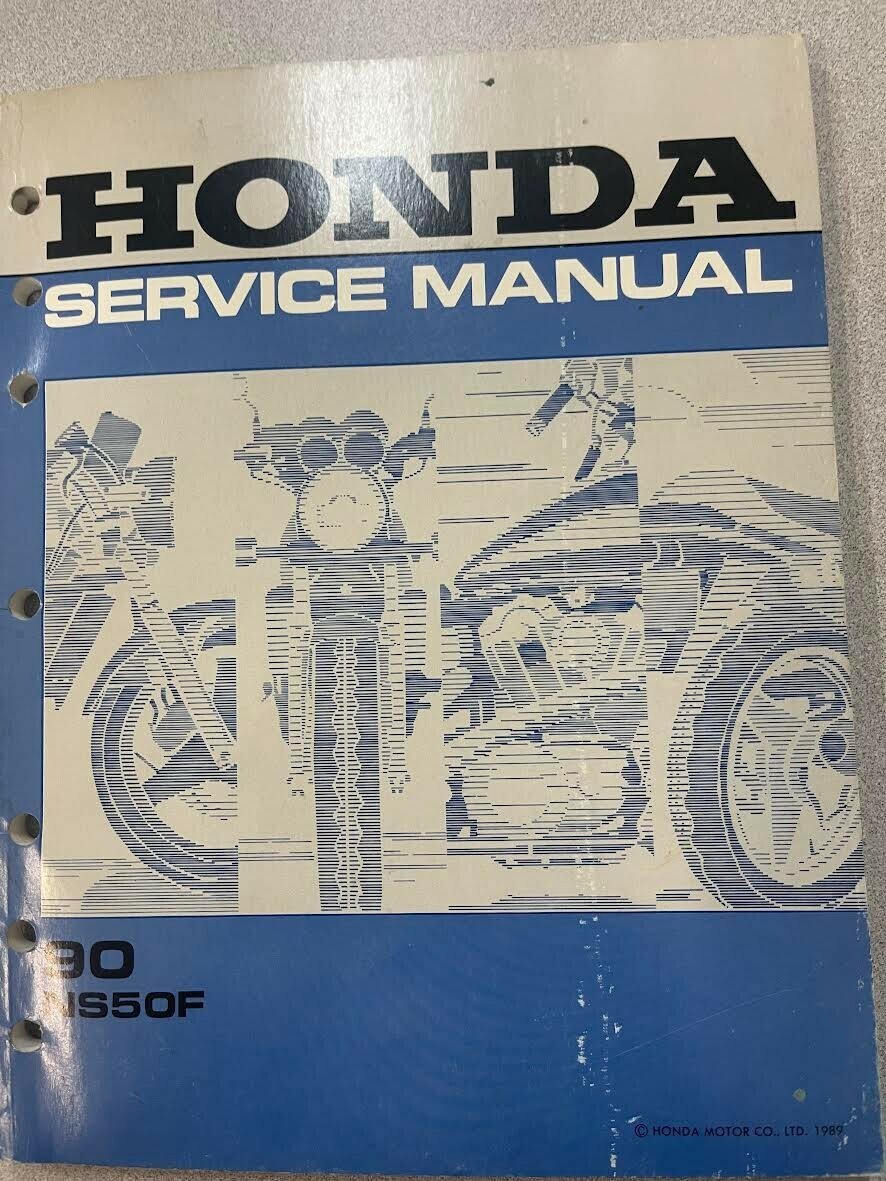 HONDA
SERVICE MANUAL
90
NS50F
© HONDA MOTOR CO., LTD. 1989